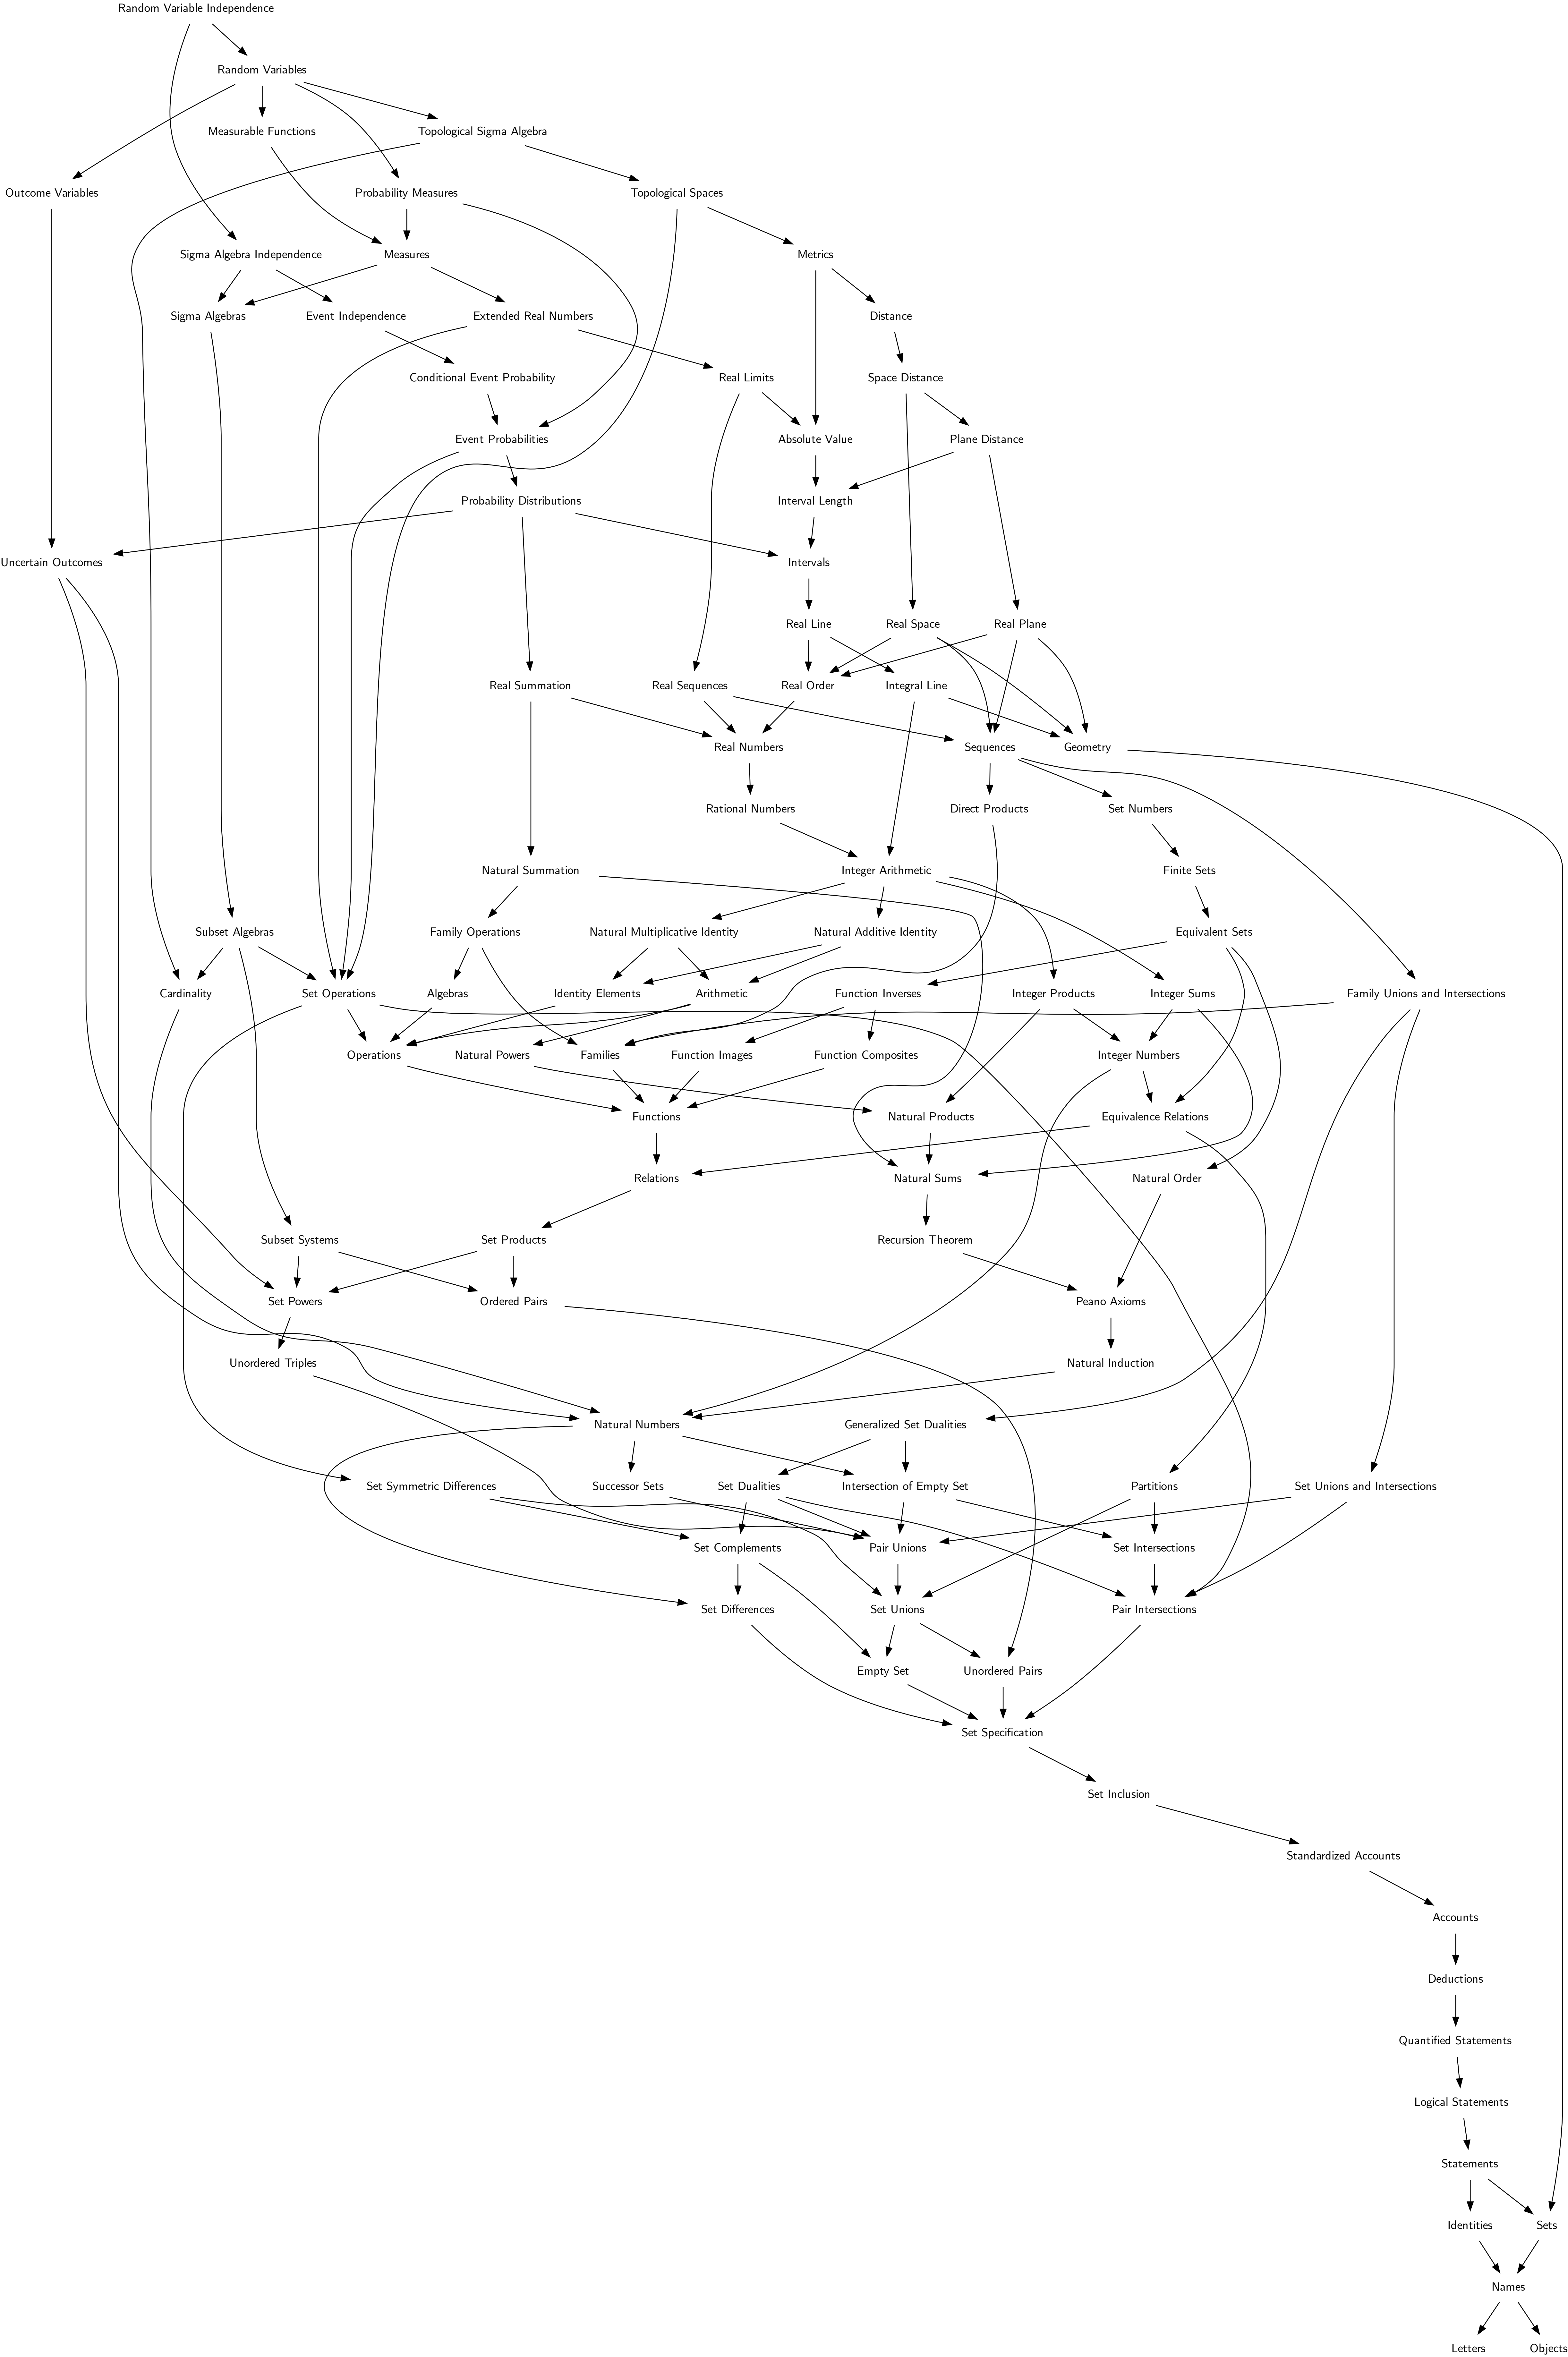 Random Variable Independence
Random Variables
Measurable Functions
Topological Sigma Algebra
Outcome Variables
Probability Measures
Topological Spaces
Sigma Algebra Independence
Measures
Metrics
Sigma Algebras
Event Independence
Extended Real Numbers
Distance
Conditional Event Probability
Real Limits
Space Distance
Event Probabilities
Absolute Value
Plane Distance
Probability Distributions
Interval Length
Uncertain Outcomes
Intervals
Real Line
Real Space
Real Plane
Real Summation
Real Sequences
Real Order
Integral Line
Real Numbers
Sequences
Geometry
Rational Numbers
Direct Products
Set Numbers
Natural Summation
Integer Arithmetic
Finite Sets
Subset Algebras
Family Operations
Natural Multiplicative Identity
Natural Additive Identity
Equivalent Sets
Cardinality
Set Operations
Algebras
Identity Elements
Arithmetic
Function Inverses
Integer Products
Integer Sums
Family Unions and Intersections
Operations
Natural Powers
Families
Function Images
Function Composites
Integer Numbers
Functions
Natural Products
Equivalence Relations
Relations
Natural Sums
Natural Order
Subset Systems
Set Products
Recursion Theorem
Set Powers
Ordered Pairs
Peano Axioms
Unordered Triples
Natural Induction
Natural Numbers
Generalized Set Dualities
Set Symmetric Differences
Successor Sets
Set Dualities
Intersection of Empty Set
Partitions
Set Unions and Intersections
Set Complements
Pair Unions
Set Intersections
Set Differences
Set Unions
Pair Intersections
Empty Set
Unordered Pairs
Set Specification
Set Inclusion
Standardized Accounts
Accounts
Deductions
Quantified Statements
Logical Statements
Statements
Identities
Sets
Names
Letters
Objects